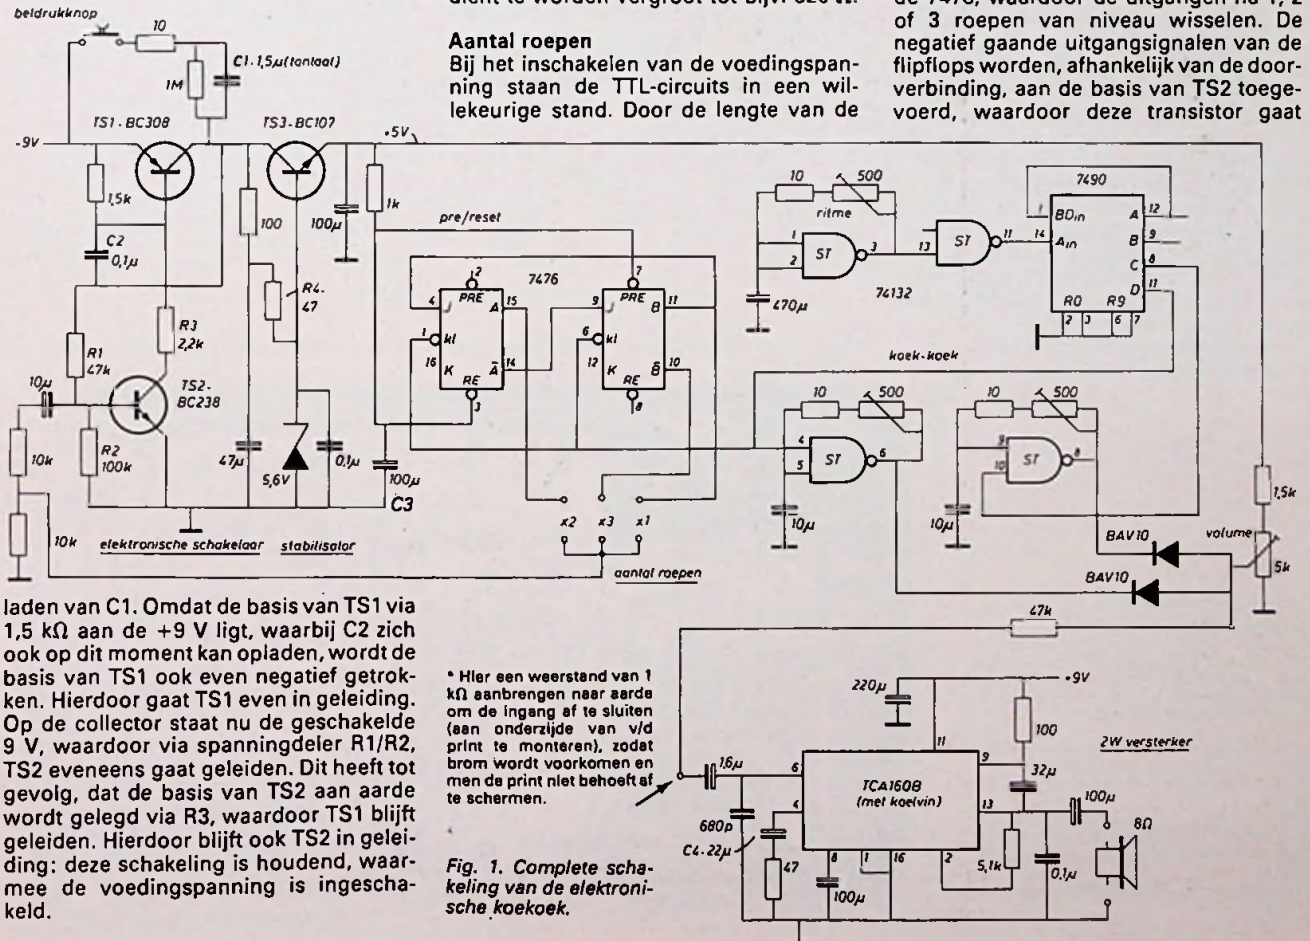 dient te worden vergroot tot bijv. 820 Ω.
Aantal roepen
Bij het inschakelen van de voedingspan-
ning staan de TTL-circuits in een wil-
lekeurige stand. Door de lengte van de
de 7476, waardoor de uitgangen na 1, 2
of 3 roepen van niveau wisselen. De
negatief gaande uitgangsignalen van de
flipflops worden, afhankelijk van de door-
verbinding, aan de basis van TS2 toege-
voerd, waardoor deze transistor gaat
beldrukknop
10
C1-1,5µ(tantaal)
1M
TS1-BC308
TS3-BC107
-9V
+5V
1,5k
C2
0,1µ
100
R4-
47
100µ
1k
pre/reset
R3
2,2k
R1
47k
10µ
TS2-
BC238
R2
100k
10k
10k
47µ
5,6V
0,1µ
100µ
C3
elektronische schakelaar
stabilisator
7476
2
PRE
4
J
A
15
1
kl
16
K
A̅
14
RE
3
7
PRE
9
J
B
11
6
kl
12
K
B̅
10
RE
8
x2
x3
x1
aantal roepen
10
500
ritme
1
2
ST
3
470µ
74132
13
ST
11
7490
1
BDin
A
12
14
Ain
B
9
C
8
D
11
R0
R9
2
3
6
7
koek-koek
10
500
4
5
ST
6
10µ
10
500
9
10
ST
8
10µ
BAV10
BAV10
1,5k
volume
5k
47k
laden van C1. Omdat de basis van TS1 via
1,5 kΩ aan de +9 V ligt, waarbij C2 zich
ook op dit moment kan opladen, wordt de
basis van TS1 ook even negatief getrok-
ken. Hierdoor gaat TS1 even in geleiding.
Op de collector staat nu de geschakelde
9 V, waardoor via spanningdeler R1/R2,
TS2 eveneens gaat geleiden. Dit heeft tot
gevolg, dat de basis van TS2 aan aarde
wordt gelegd via R3, waardoor TS1 blijft
geleiden. Hierdoor blijft ook TS2 in gelei-
ding: deze schakeling is houdend, waar-
mee de voedingspanning is ingescha-
keld.
* Hier een weerstand van 1
kΩ aanbrengen naar aarde
om de ingang af te sluiten
(aan onderzijde van v/d
print te monteren), zodat
brom wordt voorkomen en
men de print niet behoeft af
te schermen.
Fig. 1. Complete scha-
keling van de elektroni-
sche koekoek.
220µ
+9V
100
2W versterker
11
9
32µ
1,6µ
6
TCA160B
(met koelvin)
4
13
100µ
8Ω
680p
C4-22µ
47
8
1
16
2
5,1k
0,1µ
100µ